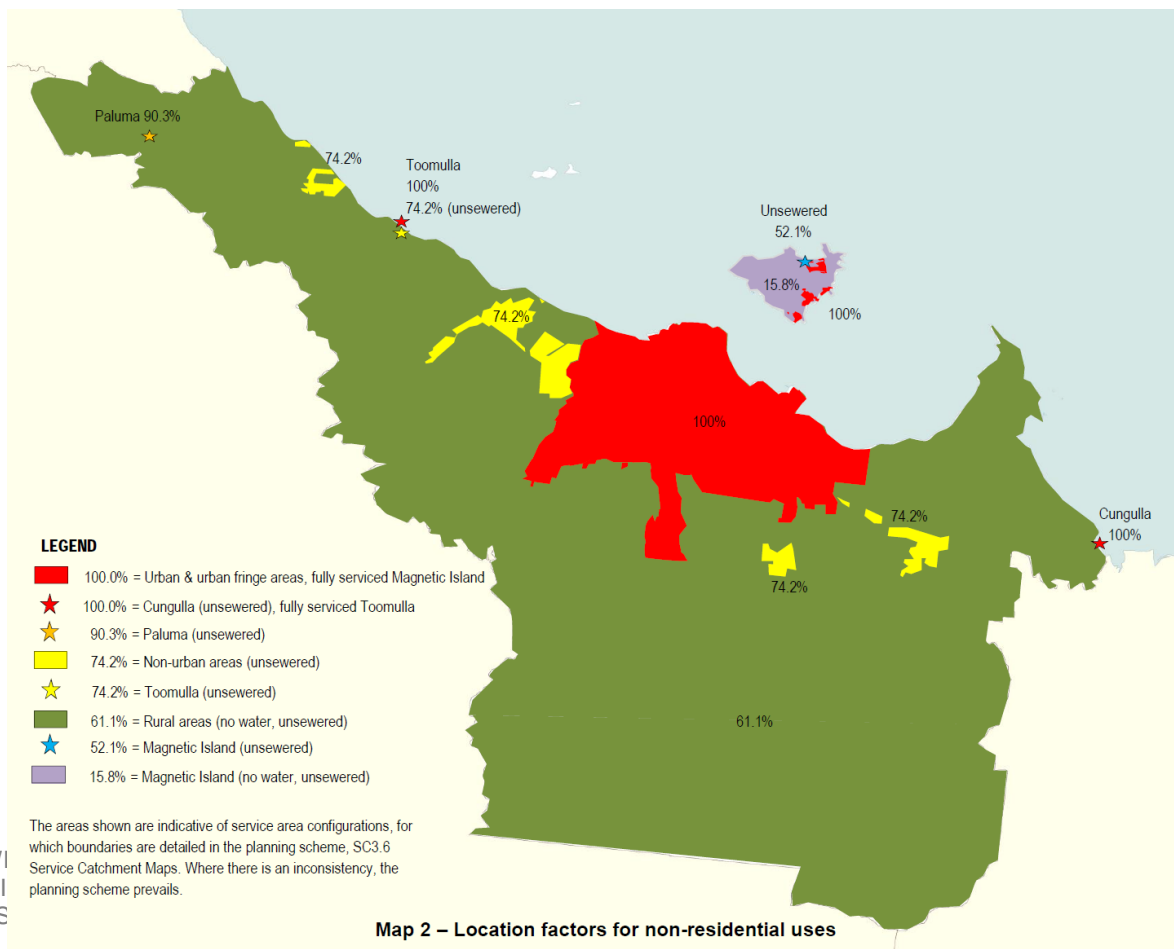 Paluma 90.3%
74.2%
Toomulla
100%
74.2% (unsewered)
Unsewered
52.1%
15.8%
100%
74.2%
100%
74.2%
Cungulla
100%
74.2%
61.1%
LEGEND
100.0% = Urban & urban fringe areas, fully serviced Magnetic Island
100.0% = Cungulla (unsewered), fully serviced Toomulla
90.3% = Paluma (unsewered)
74.2% = Non-urban areas (unsewered)
74.2% = Toomulla (unsewered)
61.1% = Rural areas (no water, unsewered)
52.1% = Magnetic Island (unsewered)
15.8% = Magnetic Island (no water, unsewered)
The areas shown are indicative of service area configurations, for
which boundaries are detailed in the planning scheme, SC3.6
Service Catchment Maps. Where there is an inconsistency, the
planning scheme prevails.
Map 2 – Location factors for non-residential uses